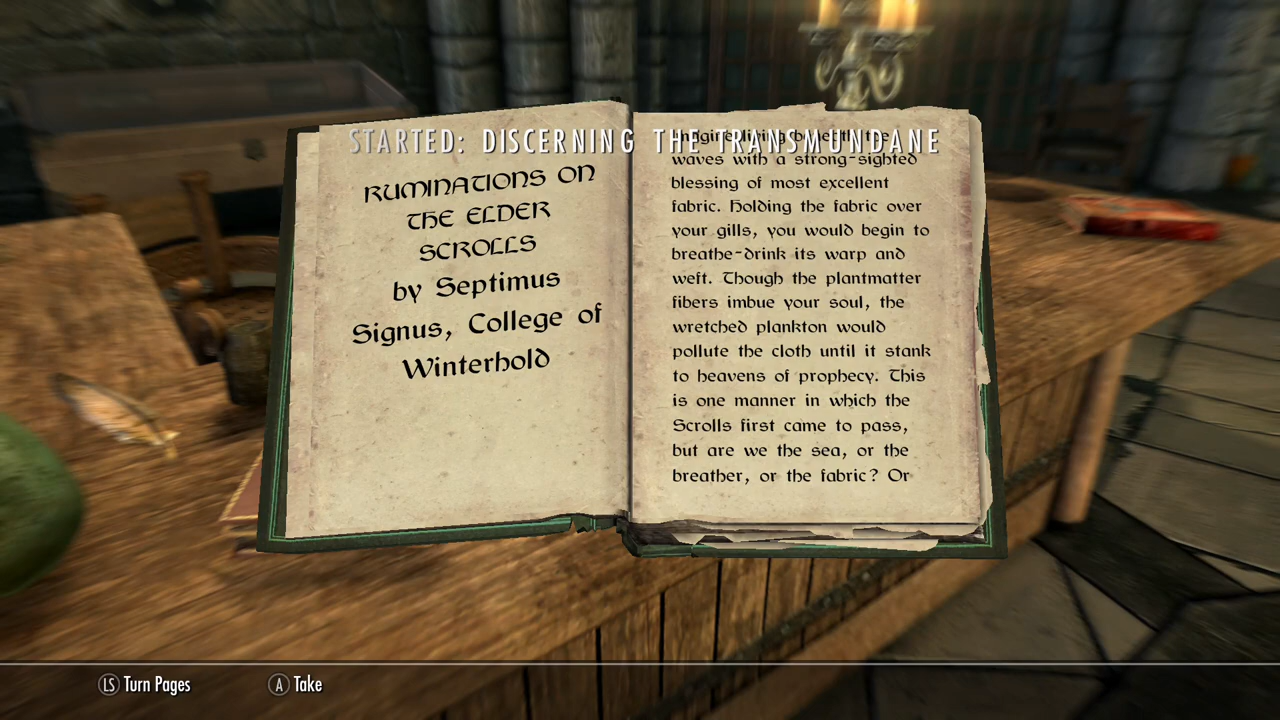 STARTED: DISCERNING THE TRANSMUNDANE
RUMINATIONS ON
THE ELDER
SCROLLS
by Septimus
Signus, College of
Winterhold
living beneath the
waves with a strong-sighted
blessing of most excellent
fabric. Holding the fabric over
your gills, you would begin to
breathe-drink its warp and
weft. Though the plantmatter
fibers imbue your soul, the
wretched plankton would
pollute the cloth until it stank
to heavens of prophecy. This
is one manner in which the
Scrolls first came to pass,
but are we the sea, or the
breather, or the fabric? Or
LS Turn Pages
A Take